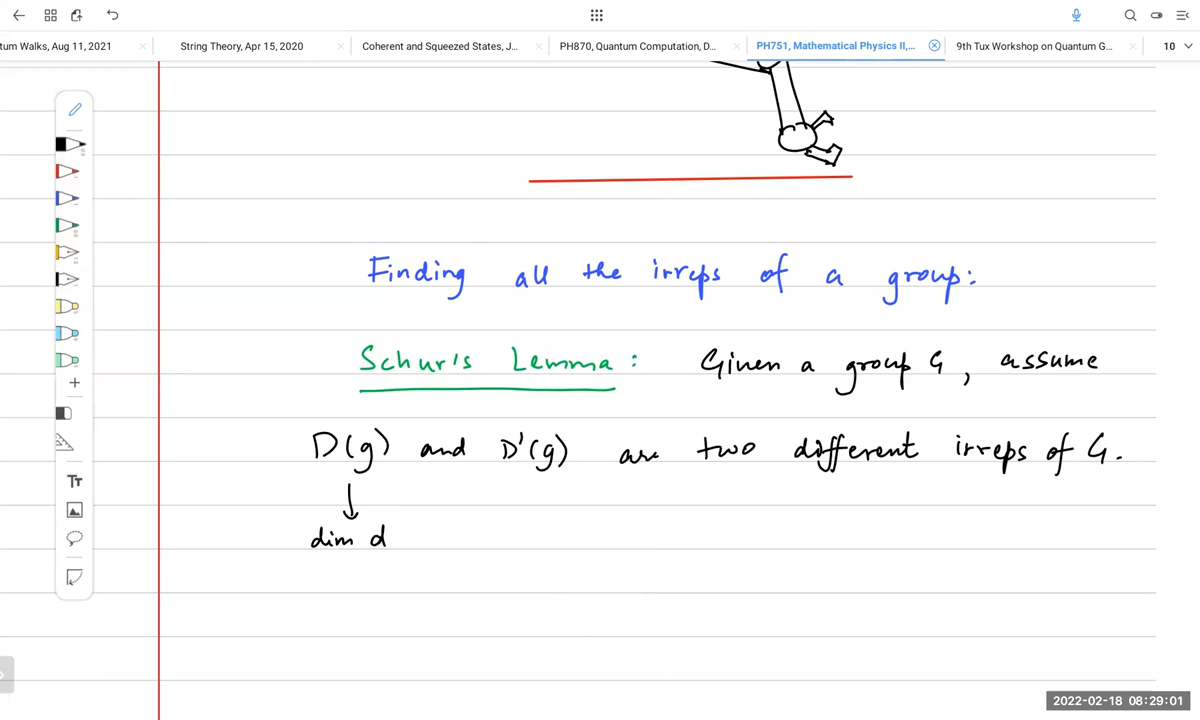 tum Walks, Aug 11, 2021
String Theory, Apr 15, 2020
Coherent and Squeezed States, J...
PH870, Quantum Computation, D...
PH751, Mathematical Physics II,...
9th Tux Workshop on Quantum G...
10
Finding all the irreps of a group:
Schur's Lemma : Given a group G, assume
D(g) and D'(g) are two different irreps of G.
↓
dim d
Tт
2022-02-18 08:29:01